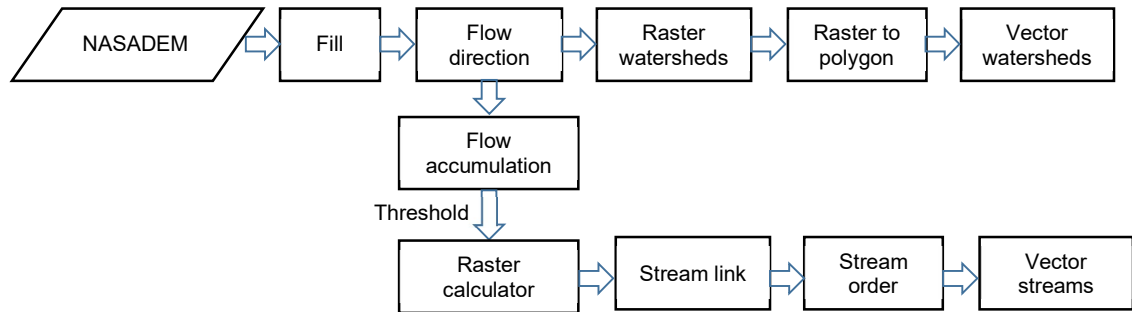 NASADEM
Fill
Flow
direction
Raster
watersheds
Raster to
polygon
Vector
watersheds
Flow
accumulation
Threshold
Raster
calculator
Stream link
Stream
order
Vector
streams